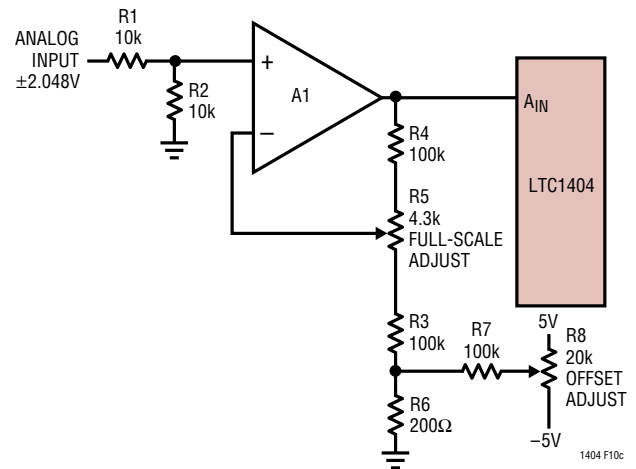 R1
10k
ANALOG
INPUT
±2.048V
R2
10k
+
–
A1
AIN
LTC1404
R4
100k
R5
4.3k
FULL-SCALE
ADJUST
R3
100k
R7
100k
5V
R8
20k
OFFSET
ADJUST
–5V
R6
200Ω
1404 F10c